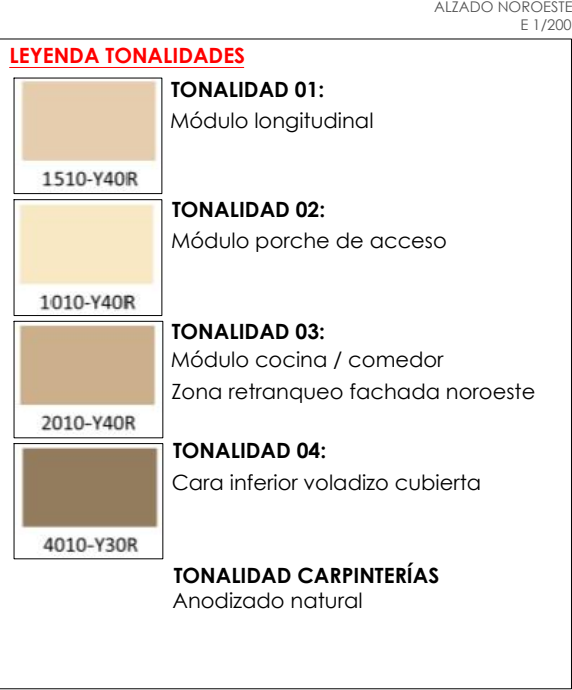 ALZADO NOROESTE
E 1/200
LEYENDA TONALIDADES
TONALIDAD 01:
Módulo longitudinal
1510-Y40R
TONALIDAD 02:
Módulo porche de acceso
1010-Y40R
TONALIDAD 03:
Módulo cocina / comedor
Zona retranqueo fachada noroeste
2010-Y40R
TONALIDAD 04:
Cara inferior voladizo cubierta
4010-Y30R
TONALIDAD CARPINTERÍAS
Anodizado natural